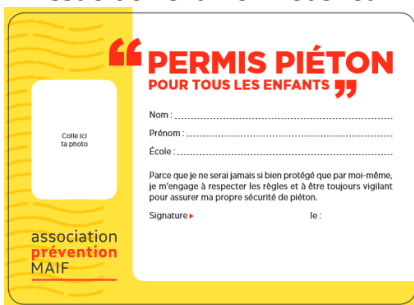 “ PERMIS PIÉTON
POUR TOUS LES ENFANTS ”
Colle ici
ta photo
Nom :
Prénom :
École :
Parce que je ne serai jamais si bien protégé que par moi-même,
je m'engage à respecter les règles et à être toujours vigilant
pour assurer ma propre sécurité de piéton.
Signature ▸ le :
association
prévention
MAIF